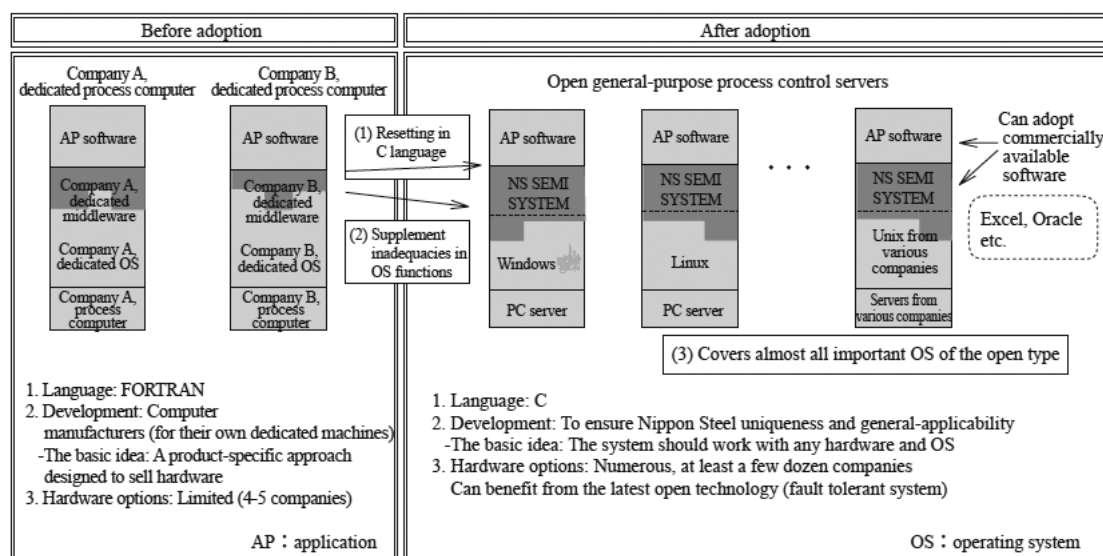 Before adoption
After adoption
Company A,
dedicated process computer
Company B,
dedicated process computer
AP software
Company A,
dedicated
middleware
Company A,
dedicated OS
Company A,
process
computer
AP software
Company B,
dedicated
middleware
Company B,
dedicated OS
Company B,
process
computer
(1) Resetting in
C language
(2) Supplement
inadequacies in
OS functions
Open general-purpose process control servers
AP software
NS SEMI
SYSTEM
Windows
PC server
AP software
NS SEMI
SYSTEM
Linux
PC server
· · ·
AP software
NS SEMI
SYSTEM
Unix from
various
companies
Servers from
various companies
Can adopt
commercially
available
software
Excel, Oracle
etc.
(3) Covers almost all important OS of the open type
1. Language: FORTRAN
2. Development: Computer
manufacturers (for their own dedicated machines)
-The basic idea: A product-specific approach
designed to sell hardware
3. Hardware options: Limited (4-5 companies)
AP：application
1. Language: C
2. Development: To ensure Nippon Steel uniqueness and general-applicability
-The basic idea: The system should work with any hardware and OS
3. Hardware options: Numerous, at least a few dozen companies
Can benefit from the latest open technology (fault tolerant system)
OS：operating system